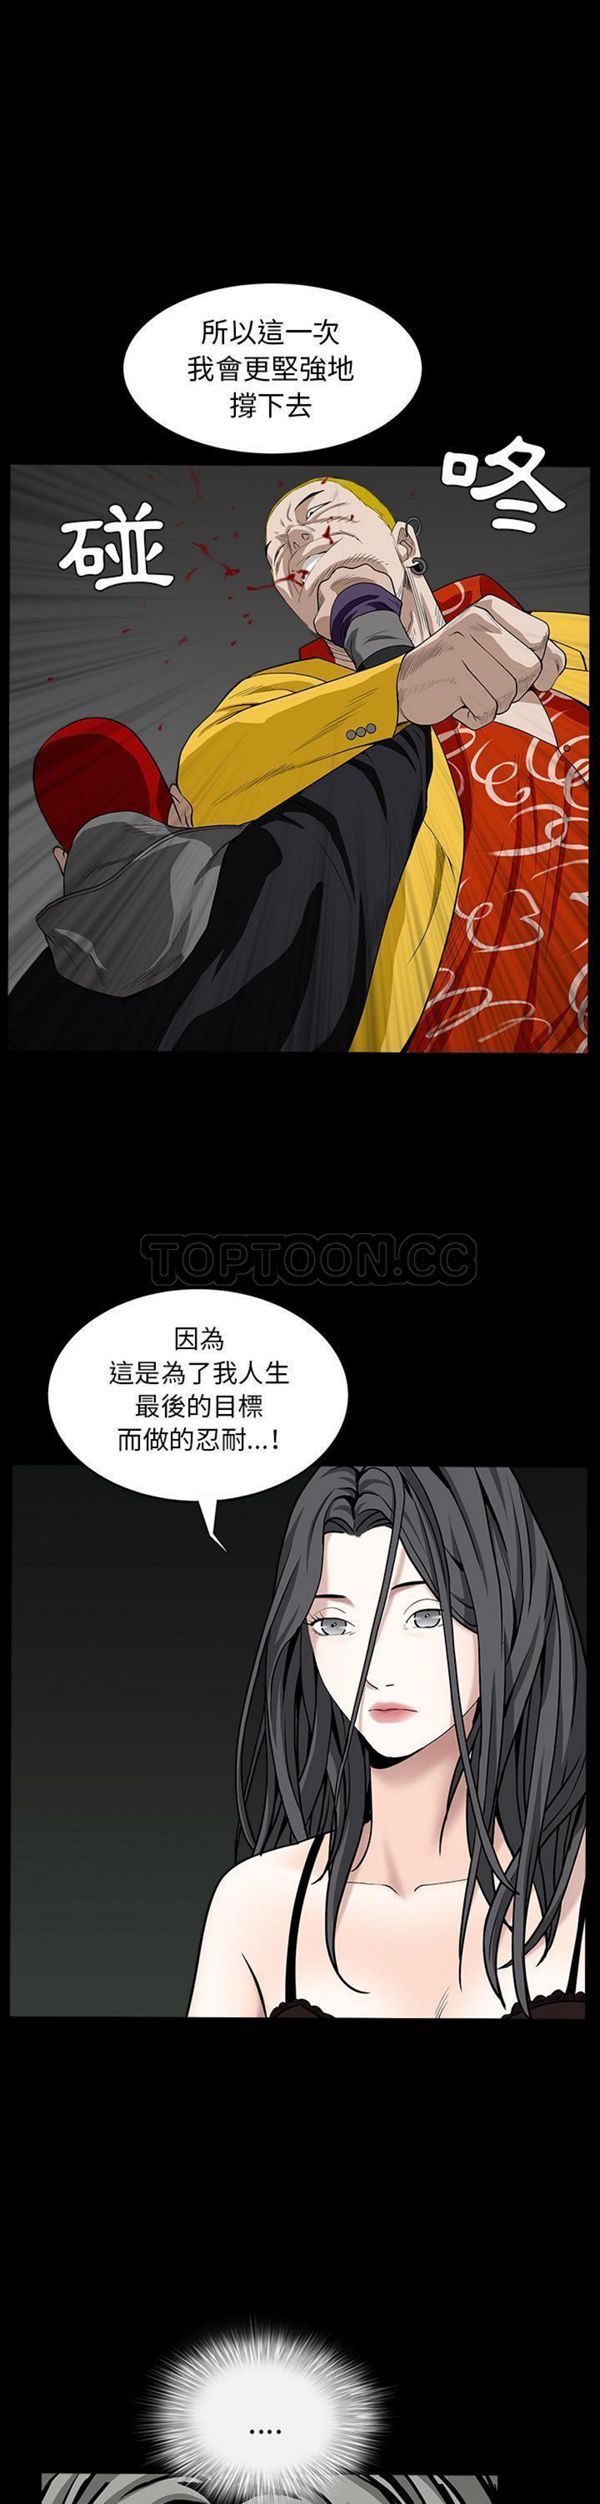 所以這一次
我會更堅強地
撐下去
咚
碰
TOPTOON.CC
因為
這是為了我人生
最後的目標
而做的忍耐...!
....